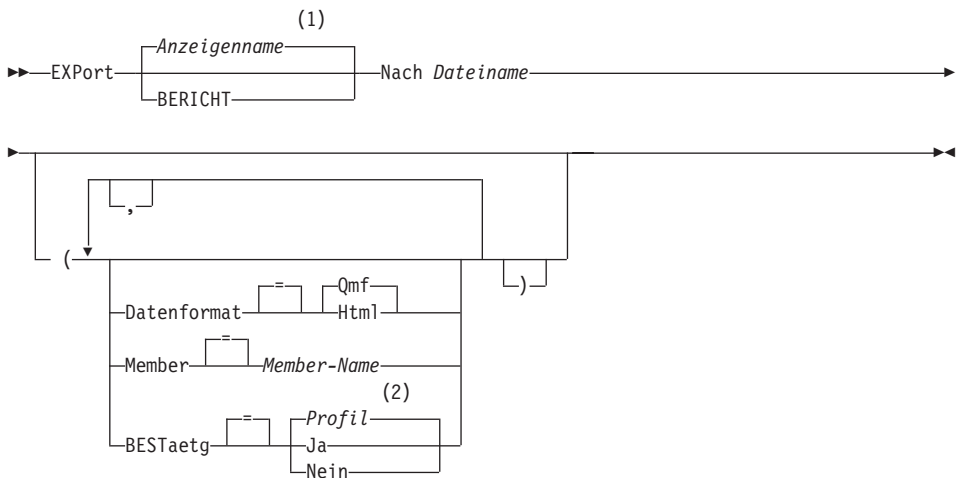 (1)
Anzeigenname
EXPort Nach Dateiname
BERICHT
,
(
)
=
Qmf
Datenformat
Html
=
Member Member-Name
(2)
=
Profil
BESTaetg Ja
Nein